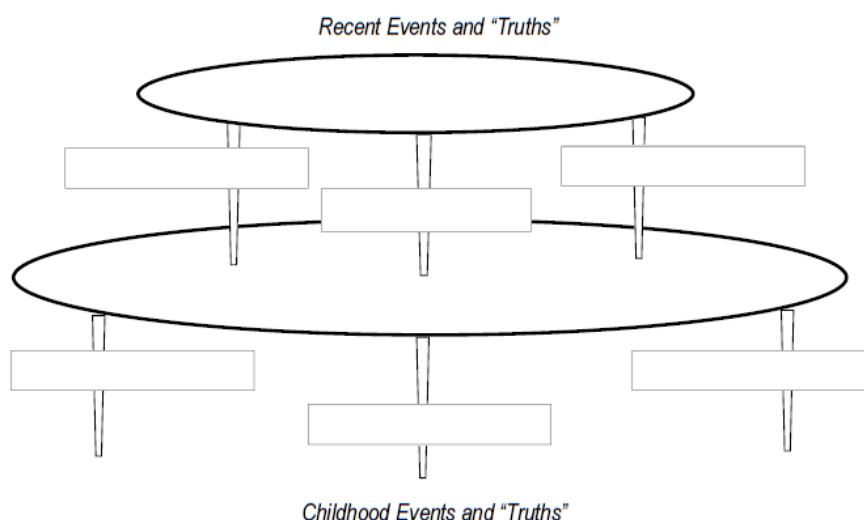 Recent Events and “Truths”
Childhood Events and “Truths”